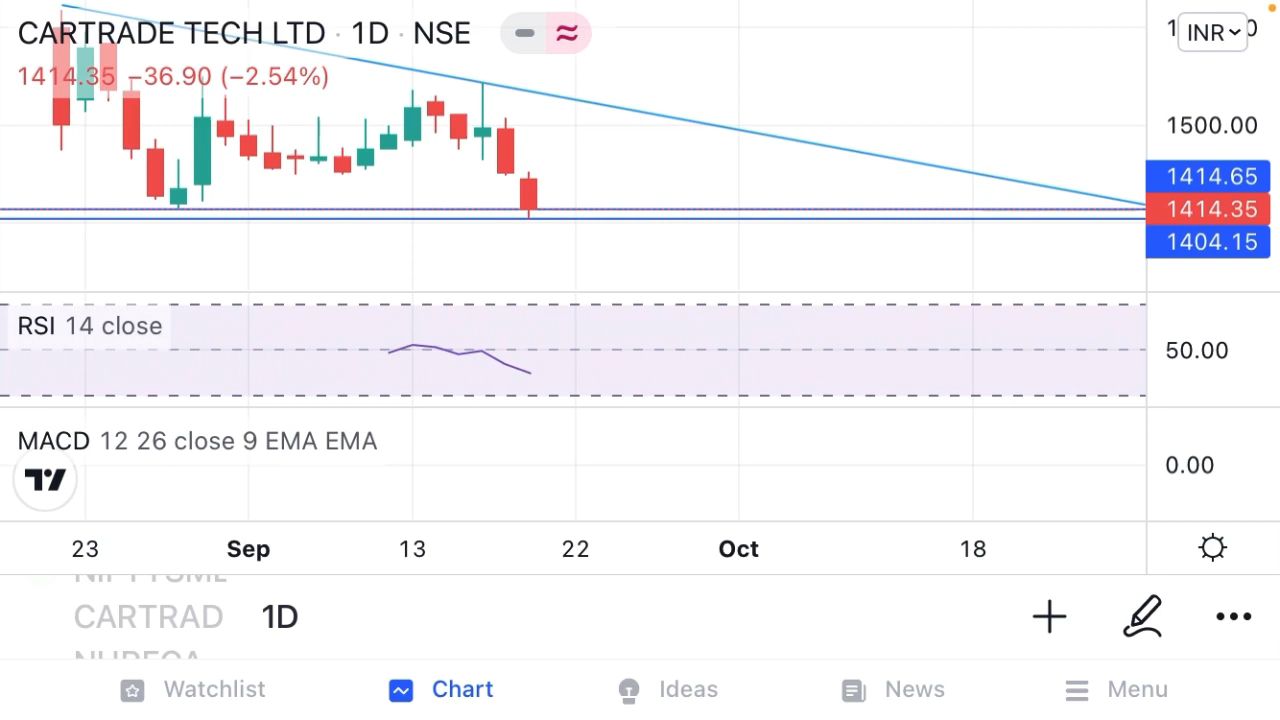 CARTRADE TECH LTD · 1D · NSE
1414.35 −36.90 (−2.54%)
INR
1500.00
1414.65
1414.35
1404.15
RSI 14 close
50.00
MACD 12 26 close 9 EMA EMA
0.00
23 Sep 13 22 Oct 18
CARTRAD 1D
Watchlist Chart Ideas News Menu